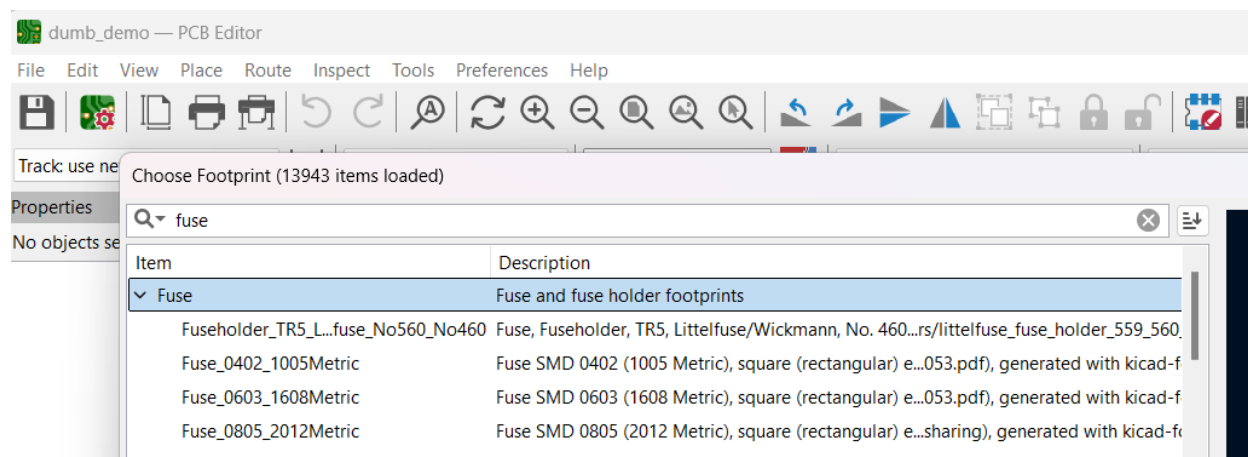 dumb_demo — PCB Editor
File Edit View Place Route Inspect Tools Preferences Help
Track: use ne
Choose Footprint (13943 items loaded)
Properties
fuse
No objects se
Item Description
Fuse Fuse and fuse holder footprints
Fuseholder_TR5_L...fuse_No560_No460 Fuse, Fuseholder, TR5, Littelfuse/Wickmann, No. 460...rs/littelfuse_fuse_holder_559_560_
Fuse_0402_1005Metric Fuse SMD 0402 (1005 Metric), square (rectangular) e...053.pdf), generated with kicad-f
Fuse_0603_1608Metric Fuse SMD 0603 (1608 Metric), square (rectangular) e...053.pdf), generated with kicad-f
Fuse_0805_2012Metric Fuse SMD 0805 (2012 Metric), square (rectangular) e...sharing), generated with kicad-fo